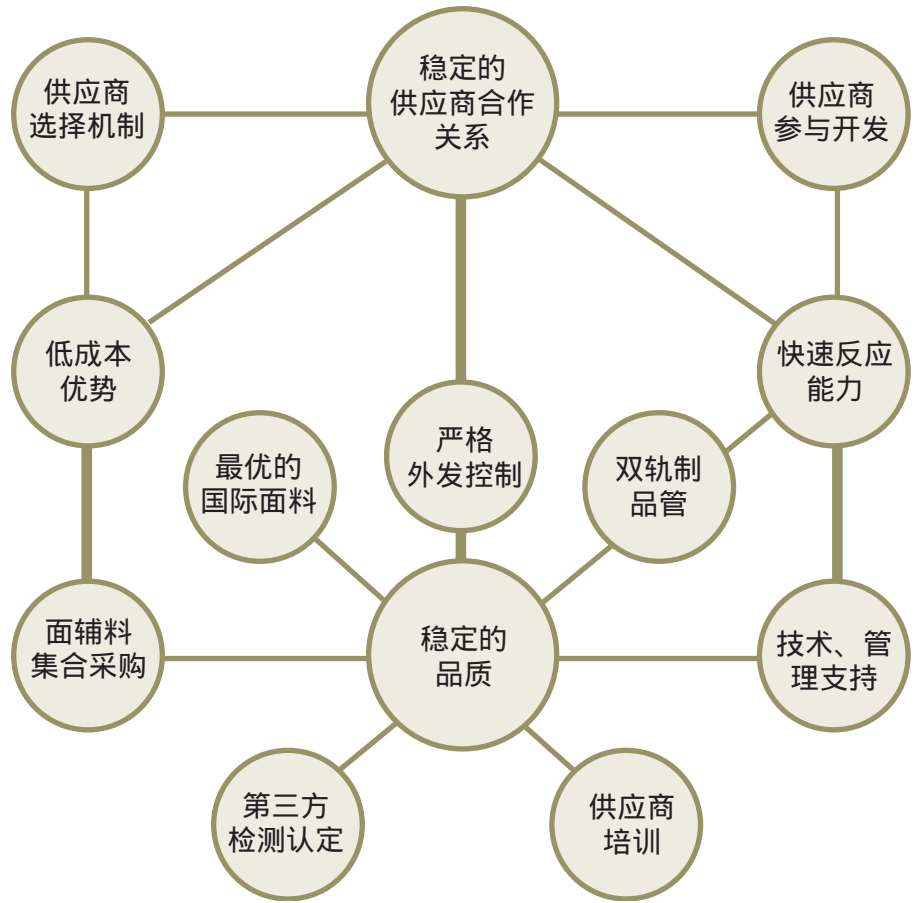 供应商
选择机制
稳定的
供应商合作
关系
供应商
参与开发
低成本
优势
快速反应
能力
最优的
国际面料
严格
外发控制
双轨制
品管
面辅料
集合采购
稳定的
品质
技术、管
理支持
第三方
检测认定
供应商
培训